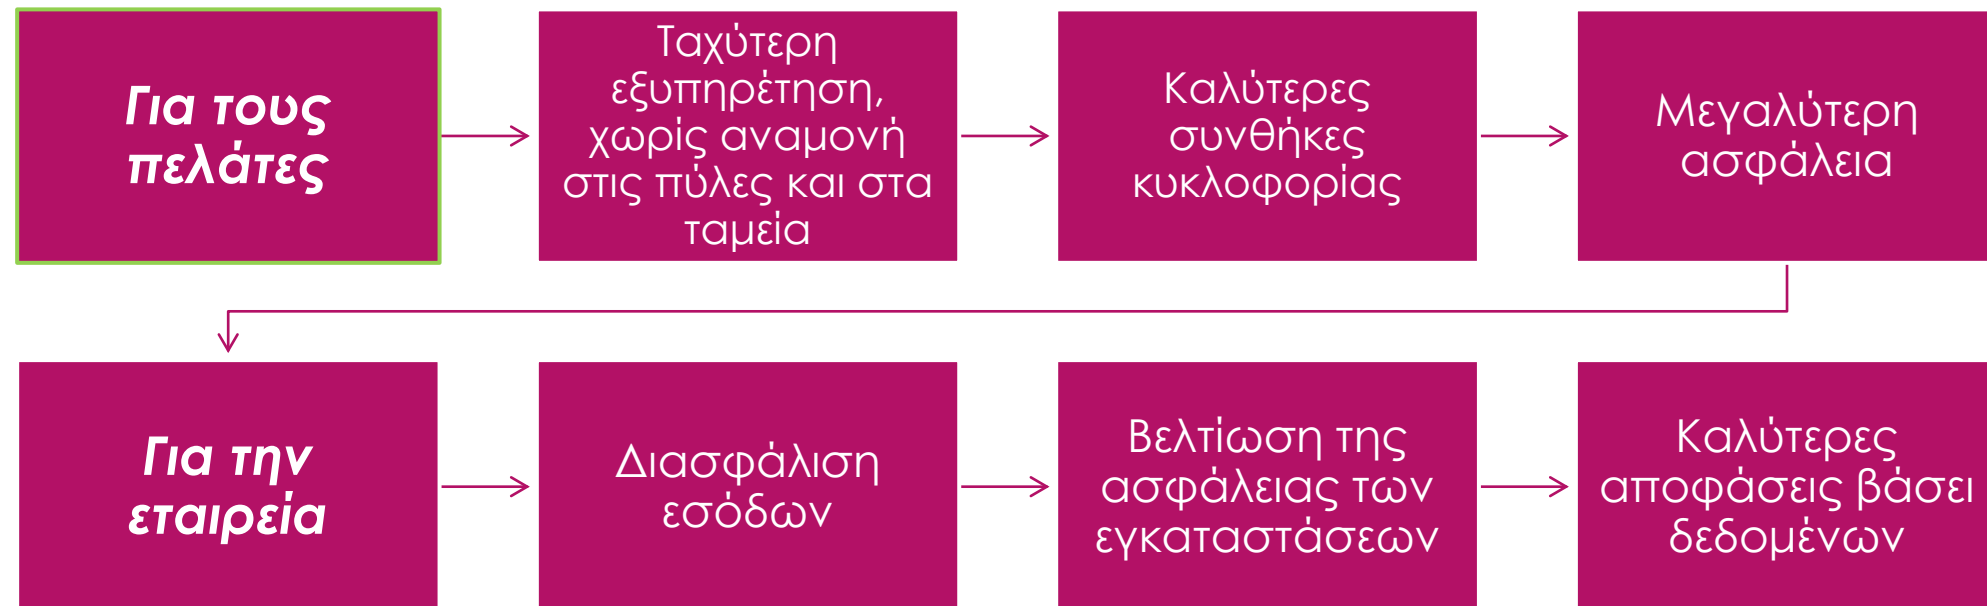 Για τους
πελάτες
Ταχύτερη
εξυπηρέτηση,
χωρίς αναμονή
στις πύλες και στα
ταμεία
Καλύτερες
συνθήκες
κυκλοφορίας
Μεγαλύτερη
ασφάλεια
Για την
εταιρεία
Διασφάλιση
εσόδων
Βελτίωση της
ασφάλειας των
εγκαταστάσεων
Καλύτερες
αποφάσεις βάσει
δεδομένων